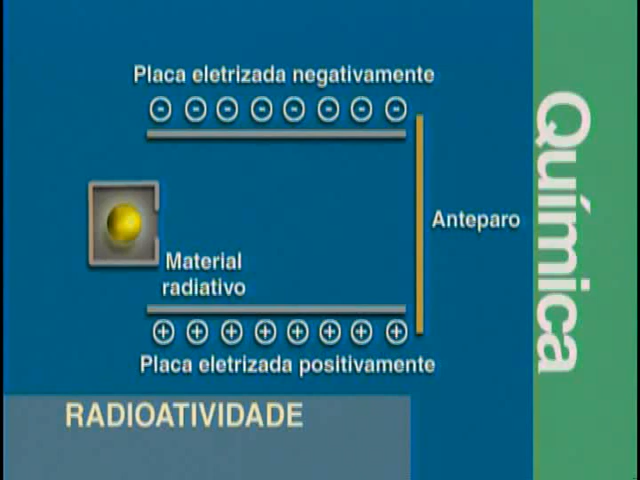 Placa eletrizada negativamente
- - - - - - - -
Anteparo
Material
radiativo
+ + + + + + + +
Placa eletrizada positivamente
RADIOATIVIDADE
Química